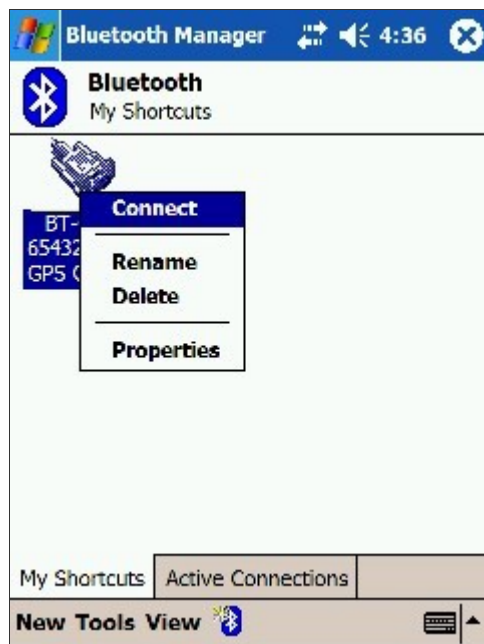 Bluetooth Manager 4:36
Bluetooth
My Shortcuts
Connect
BT-
65432
Rename
GPS
Delete
Properties
My Shortcuts Active Connections
New Tools View